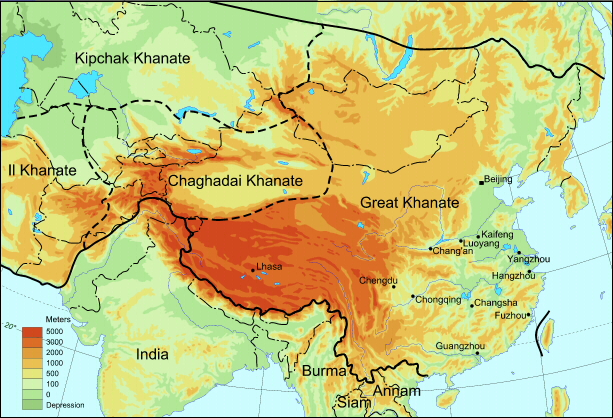 Kipchak Khanate
Il Khanate
Chaghadai Khanate
Great Khanate
Beijing
Kaifeng
Luoyang
Chang'an
Yangzhou
Hangzhou
Lhasa
Chengdu
Chongqing
Changsha
Fuzhou
Guangzhou
India
Burma
Annam
Siam
20°
Meters
5000
3000
2000
1000
500
100
0
Depression